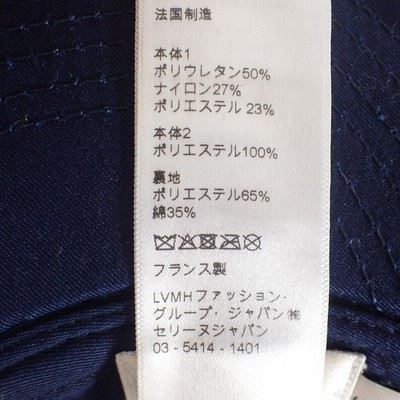 法国制造
本体1
ポリウレタン50%
ナイロン27%
ポリエステル 23%
本体2
ポリエステル100%
裏地
ポリエステル65%
綿35%
フランス製
LVMHファッション・
グループ・ジャパン ㈱
セリーヌジャパン
03 - 5414 - 1401